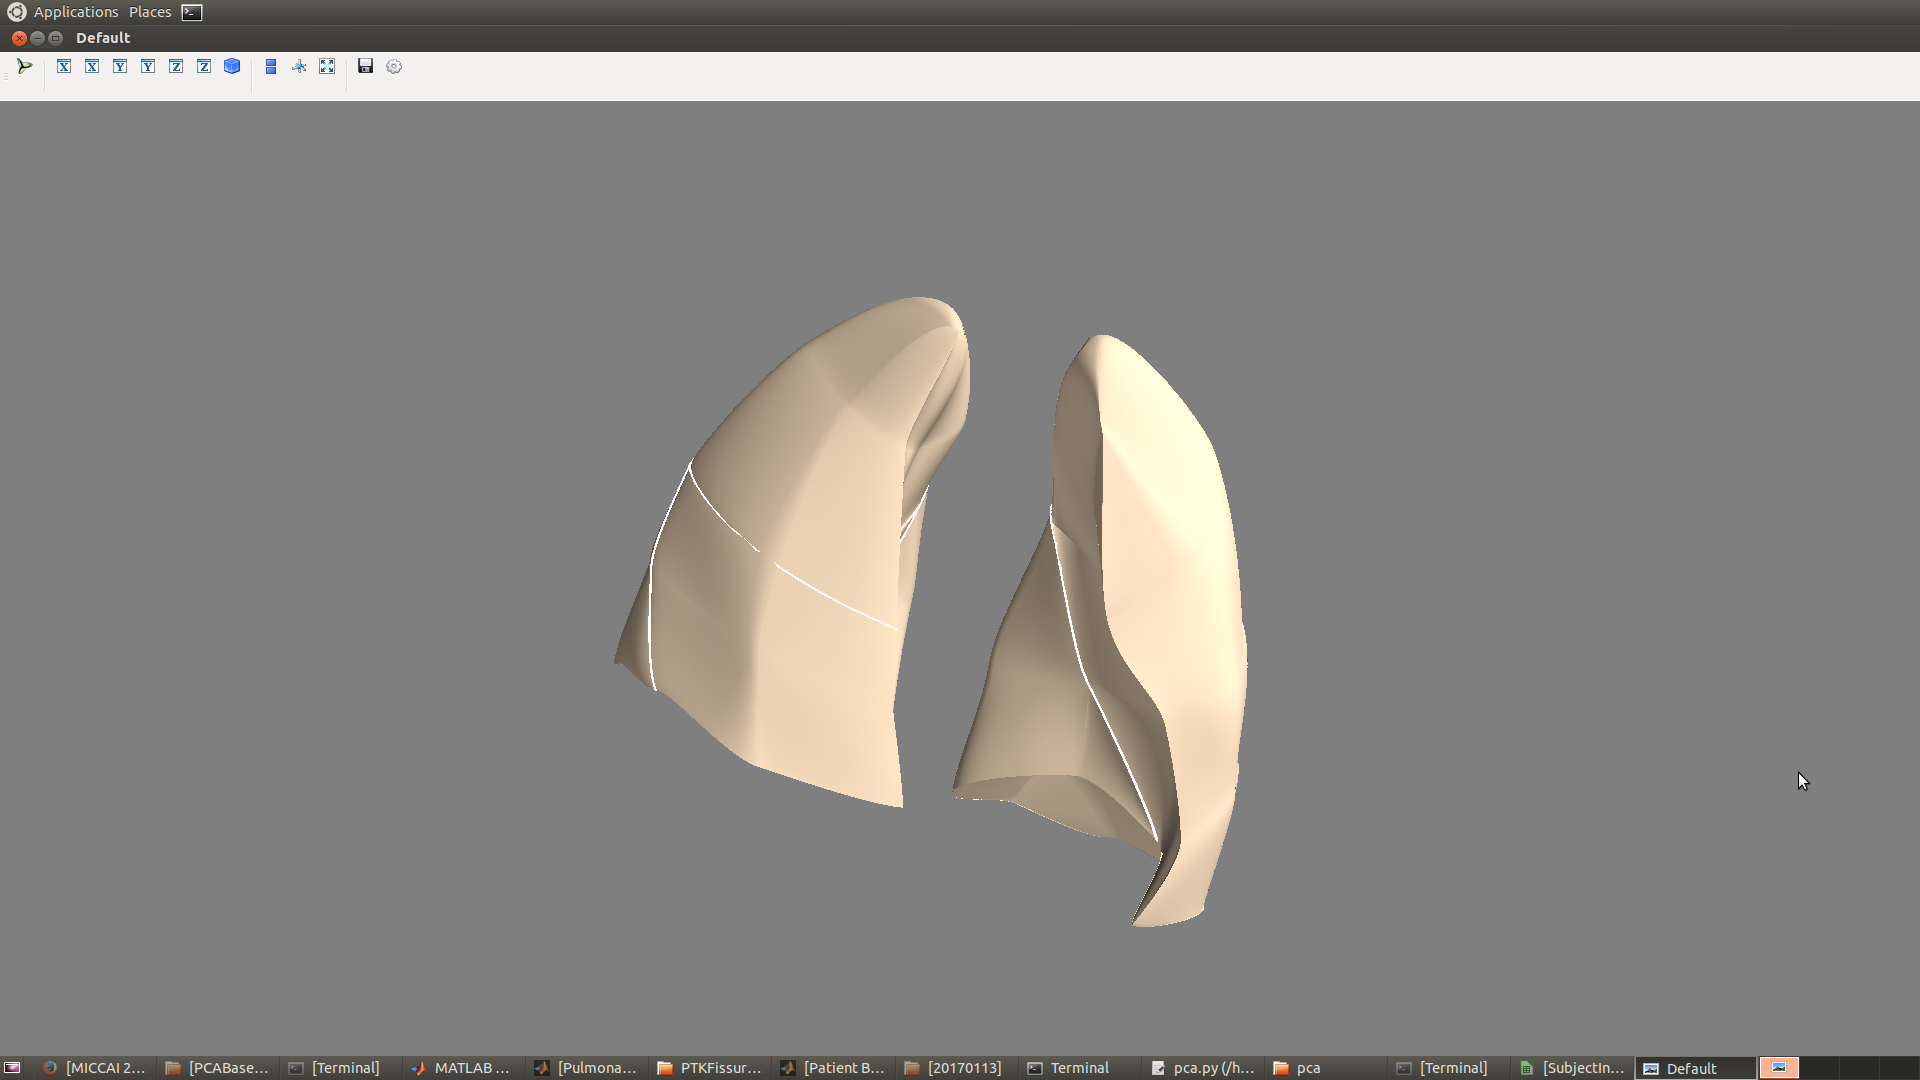 Applications Places
Default
X X Y Y Z Z
[MICCAI 2... [PCABase... [Terminal] MATLAB ... [Pulmona... PTKFissur... [Patient B... [20170113] Terminal pca.py (/h... pca [Terminal] [SubjectIn... Default